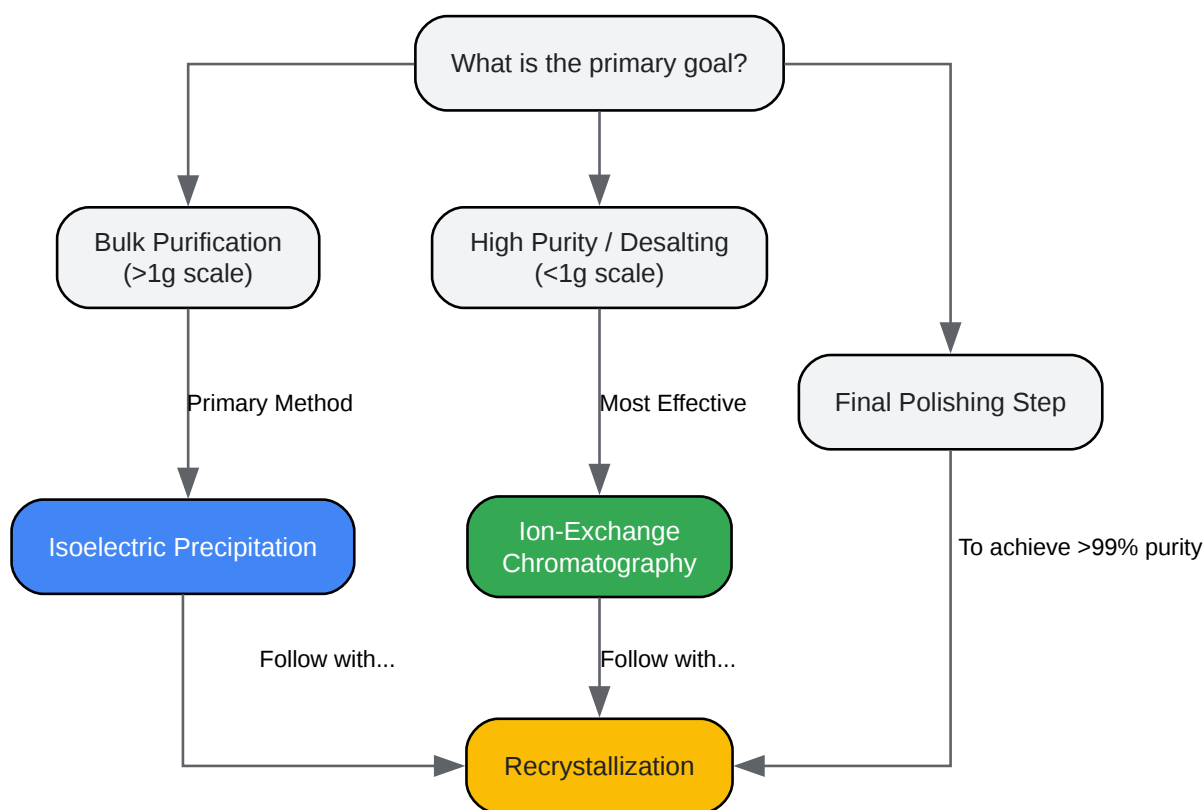 What is the primary goal?
Bulk Purification
(>1g scale)
High Purity / Desalting
(<1g scale)
Primary Method
Most Effective
Final Polishing Step
Isoelectric Precipitation
Ion-Exchange
Chromatography
To achieve >99% purity
Follow with...
Follow with...
Recrystallization